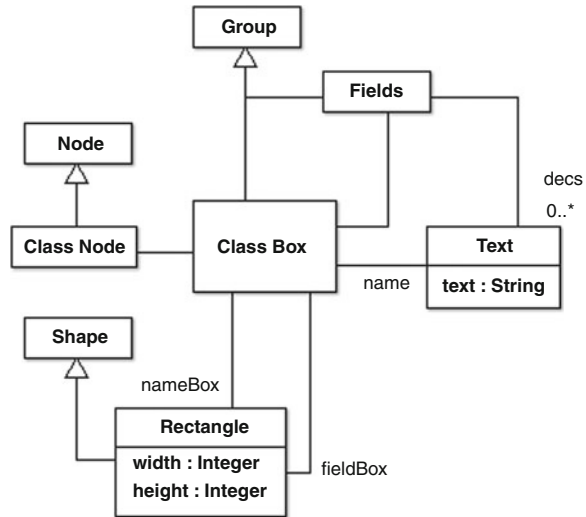 Group
Fields
Node
decs
0..*
Class Node
Class Box
Text
name
text : String
Shape
nameBox
Rectangle
width : Integer
fieldBox
height : Integer